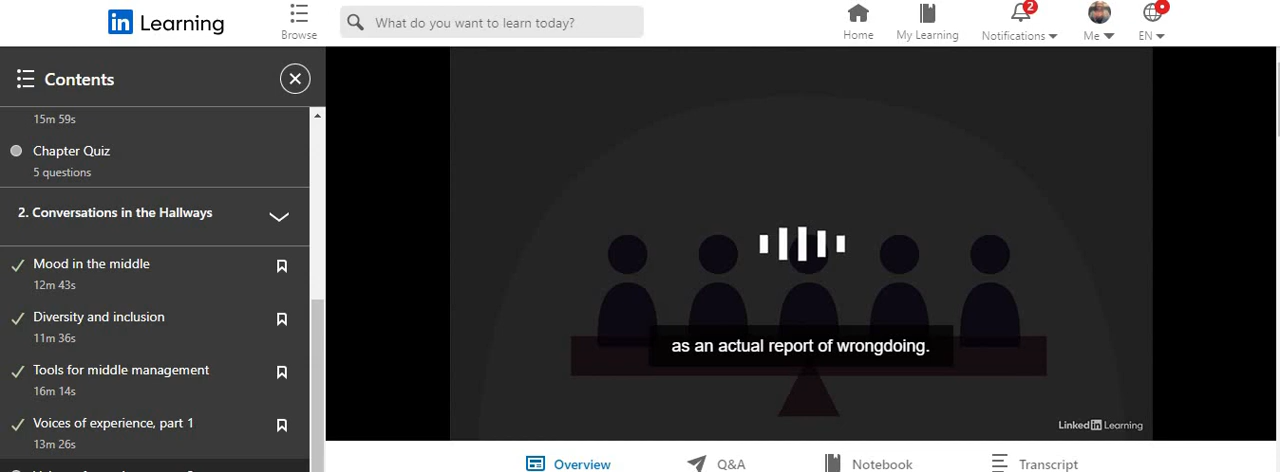 in Learning
Browse
What do you want to learn today?
Home
My Learning
2
Notifications
Me
EN
Contents
15m 59s
Chapter Quiz
5 questions
2. Conversations in the Hallways
Mood in the middle
12m 43s
Diversity and inclusion
11m 36s
Tools for middle management
16m 14s
Voices of experience, part 1
13m 26s
as an actual report of wrongdoing.
Linked in Learning
Overview
Q&A
Notebook
Transcript